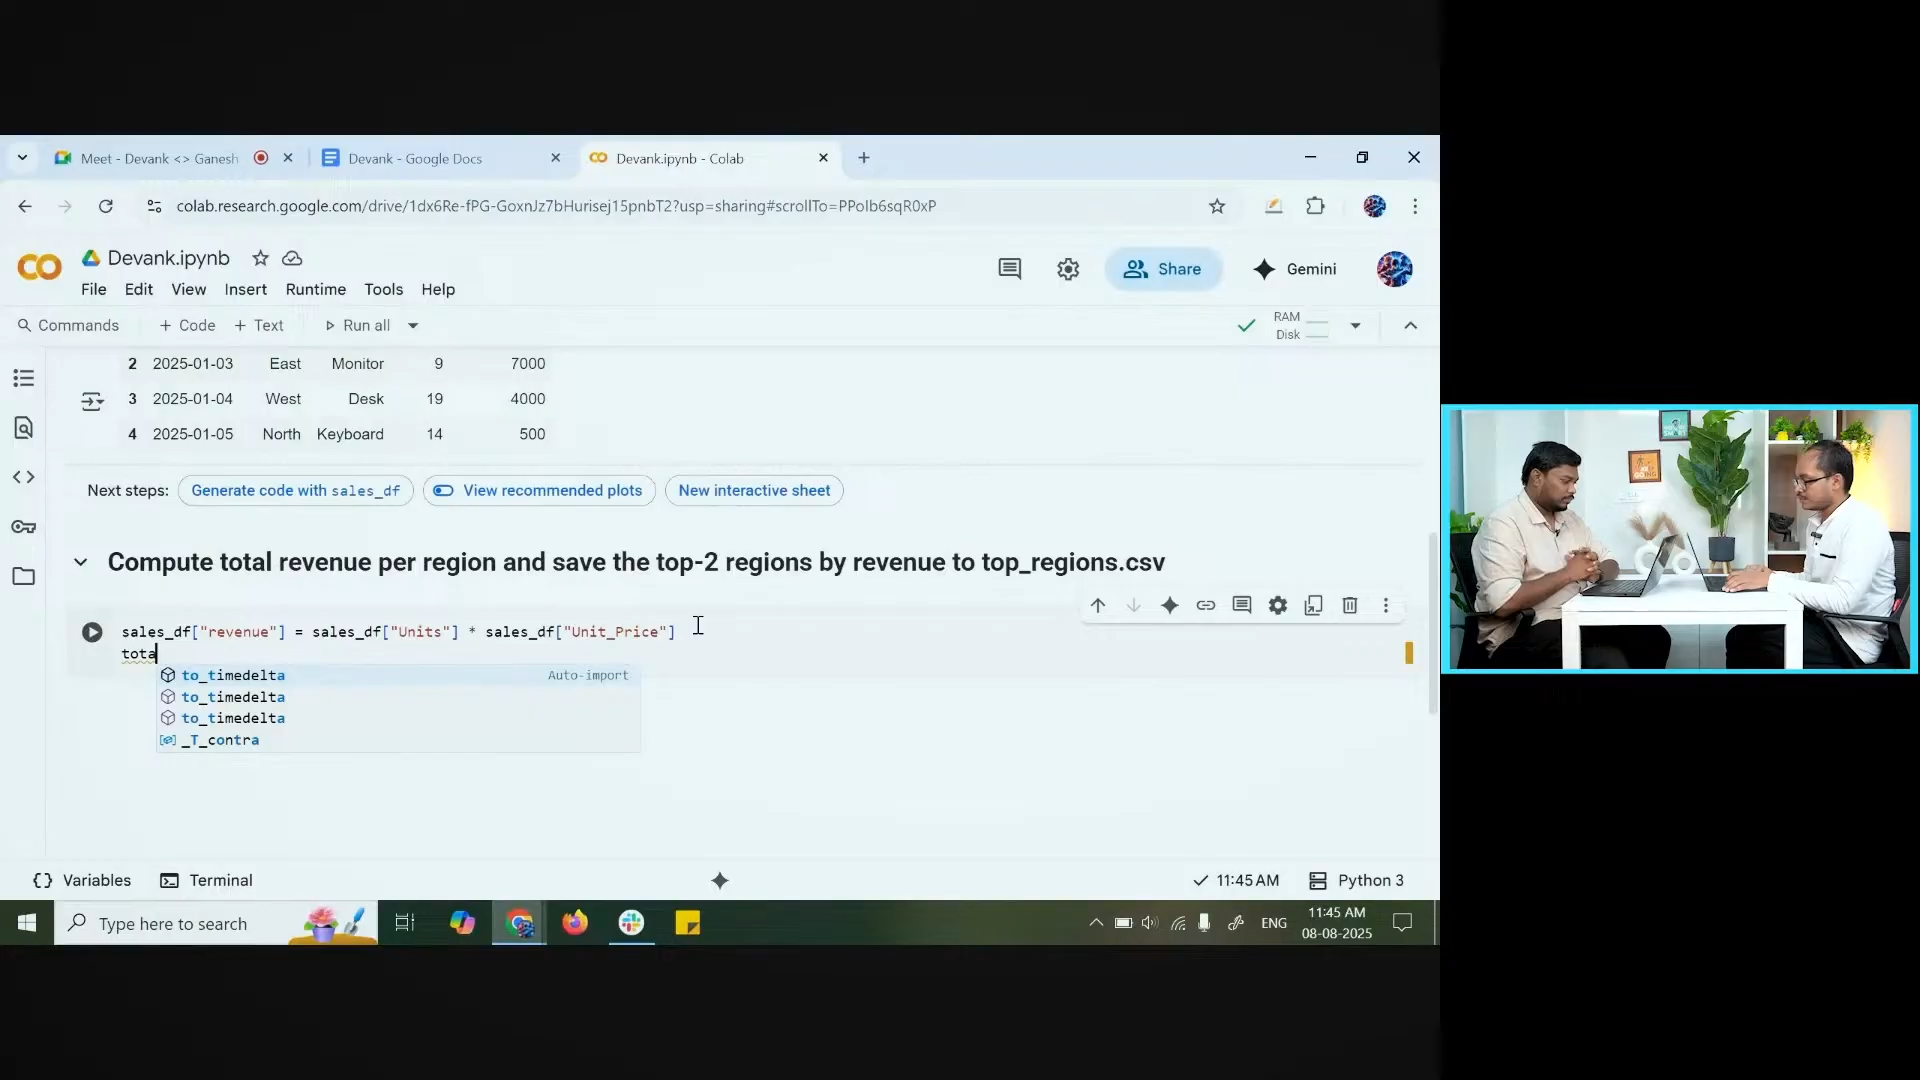 Meet - Devank <> Ganesh
Devank - Google Docs
Devank.ipynb - Colab
colab.research.google.com/drive/1dx6Re-fPG-GoxnJz7bHurisej15pnbT2?usp=sharing#scrollTo=PPolb6sqR0xP
CO
Devank.ipynb
Share
Gemini
File Edit View Insert Runtime Tools Help
Commands + Code + Text Run all
RAM
Disk
2 2025-01-03 East Monitor 9 7000
3 2025-01-04 West Desk 19 4000
4 2025-01-05 North Keyboard 14 500
Next steps: Generate code with sales_df View recommended plots New interactive sheet
Compute total revenue per region and save the top-2 regions by revenue to top_regions.csv
sales_df["revenue"] = sales_df["Units"] * sales_df["Unit_Price"]
tota
to_timedelta Auto-import
to_timedelta
to_timedelta
_T_contra
Variables Terminal
11:45 AM Python 3
Type here to search
ENG
11:45 AM
08-08-2025